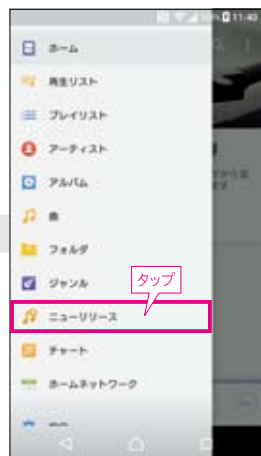 11:40
ホーム
再生リスト
プレイリスト
アーティスト
アルバム
曲
フォルダ
ジャンル
タップ
ニューリリース
チャート
ホームネットワーク